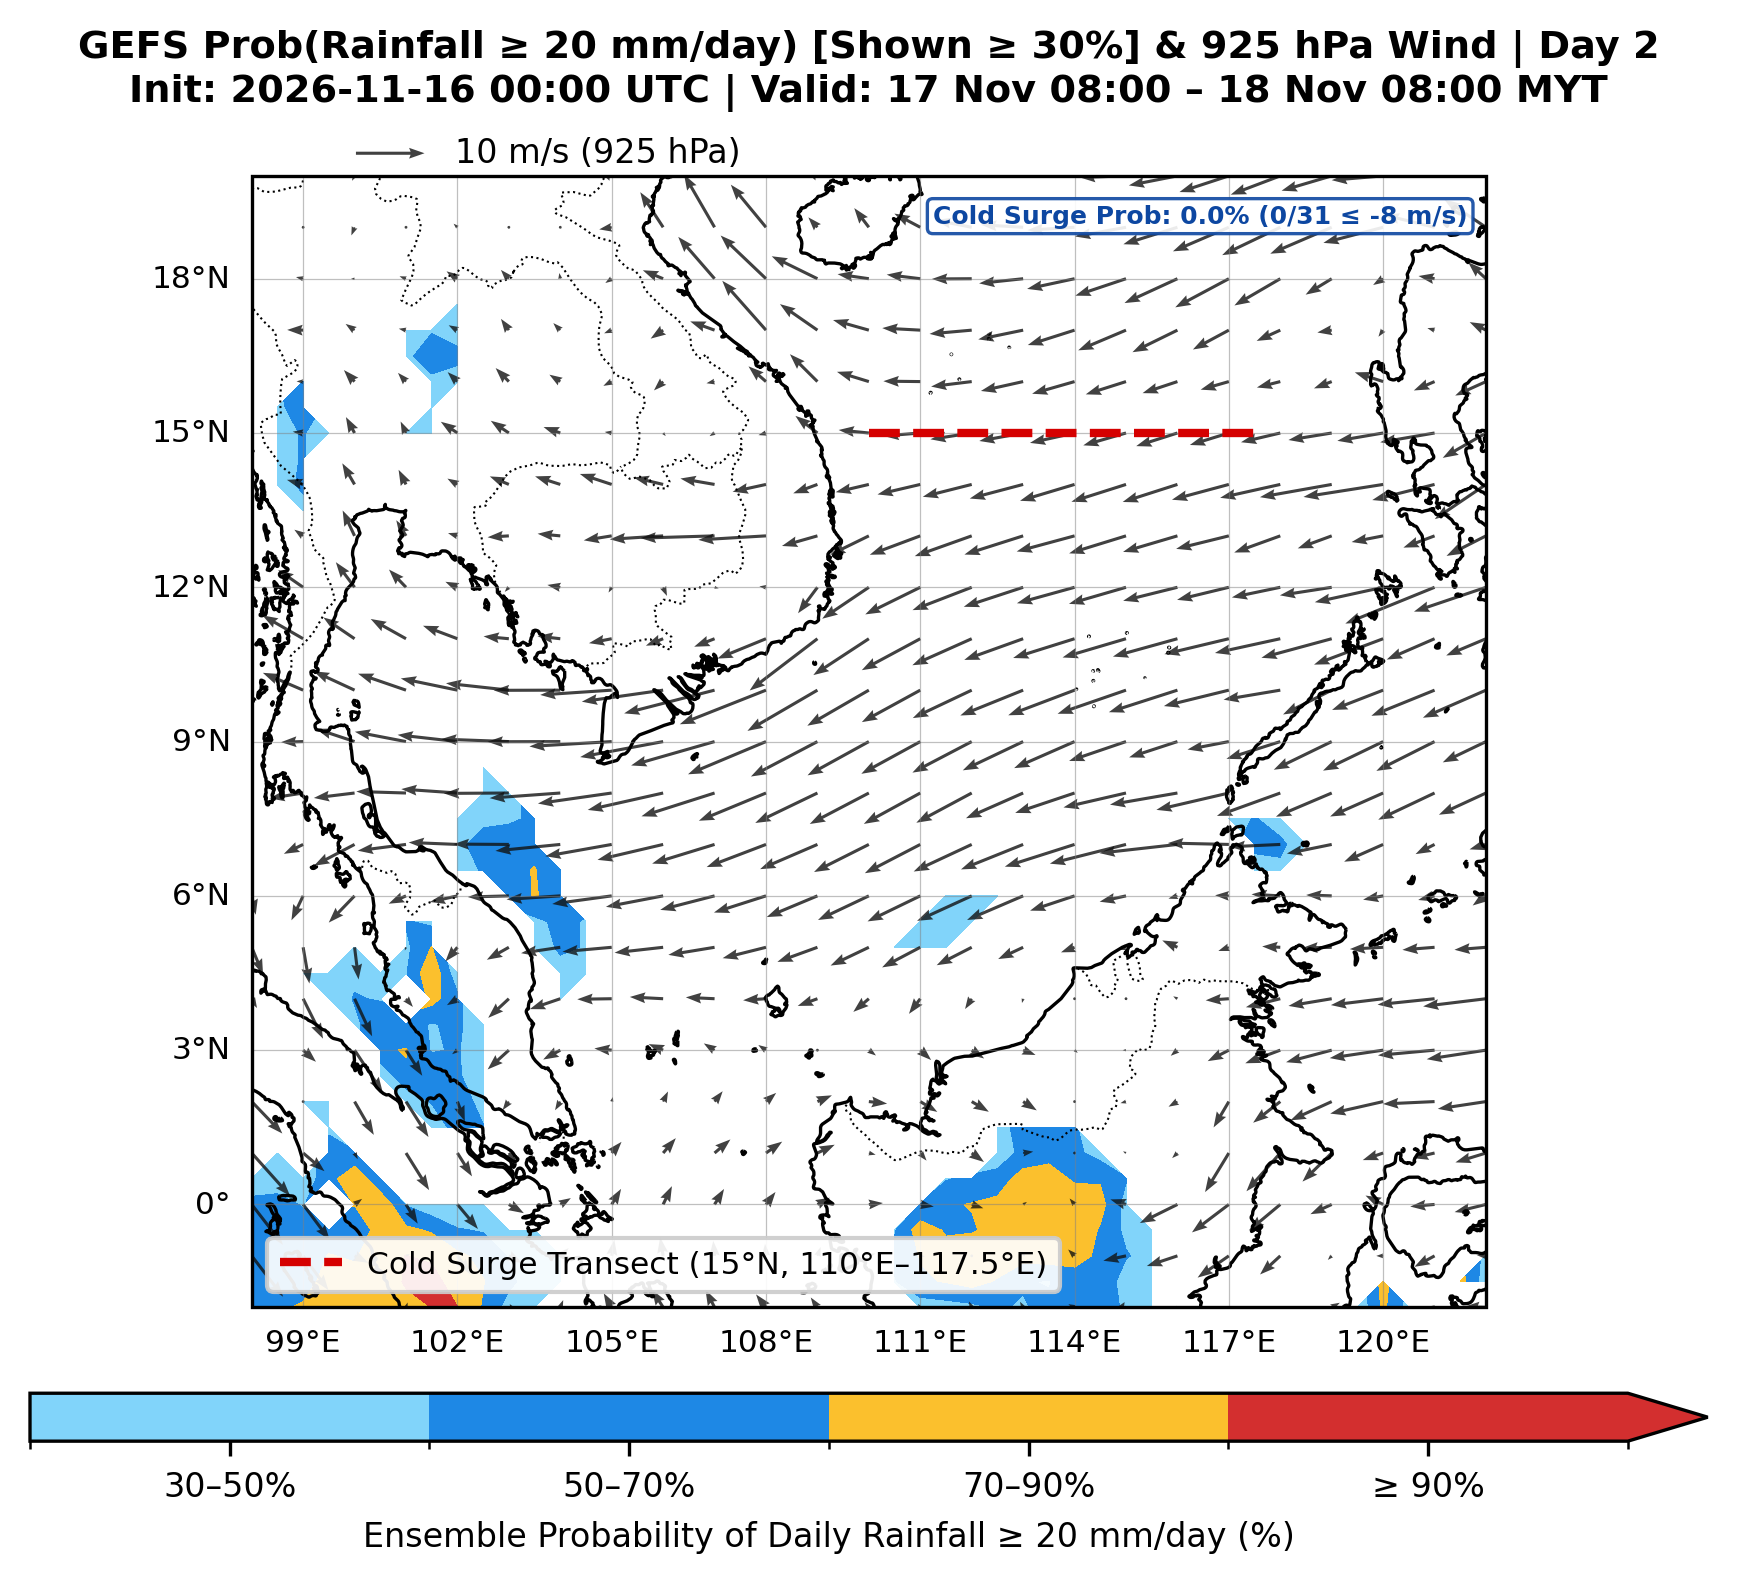 GEFS Prob(Rainfall ≥ 20 mm/day) [Shown ≥ 30%] & 925 hPa Wind | Day 2
Init: 2026-11-16 00:00 UTC | Valid: 17 Nov 08:00 – 18 Nov 08:00 MYT
10 m/s (925 hPa)
Cold Surge Prob: 0.0% (0/31 ≤ -8 m/s)
18°N
15°N
12°N
9°N
6°N
3°N
0°
Cold Surge Transect (15°N, 110°E–117.5°E)
99°E 102°E 105°E 108°E 111°E 114°E 117°E 120°E
30–50% 50–70% 70–90% ≥ 90%
Ensemble Probability of Daily Rainfall ≥ 20 mm/day (%)